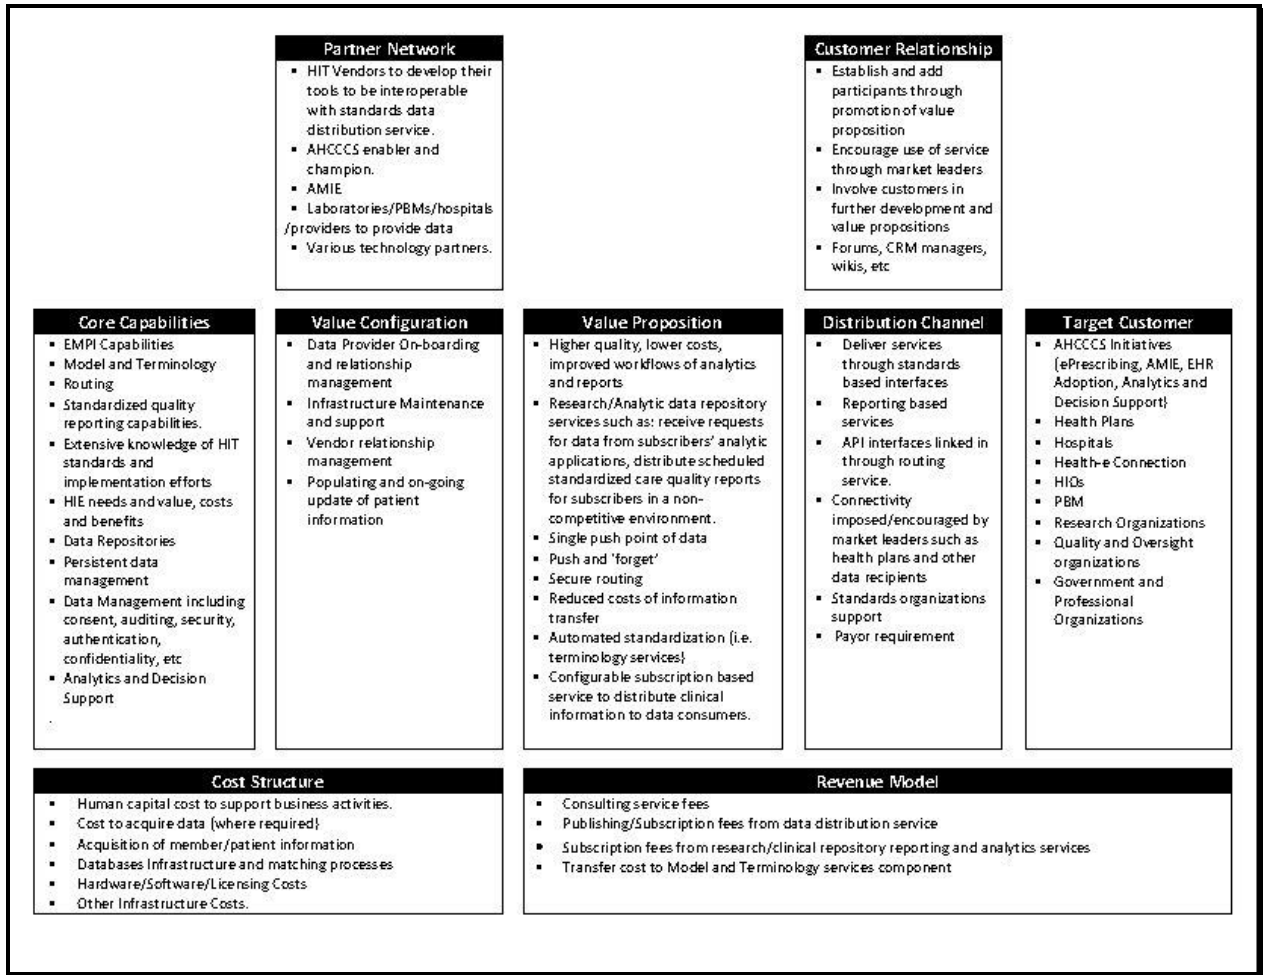 Partner Network
HIT Vendors to develop their
tools to be interoperable
with standards data
distribution service.
AHCCCS enabler and
champion.
AMIE
Laboratories/PBMs/hospitals
/providers to provide data
Various technology partners.
Customer Relationship
Establish and add
participants through
promotion of value
proposition
Encourage use of service
through market leaders
Involve customers in
further development and
value propositions
Forums, CRM managers,
wikis, etc
Core Capabilities
EMPI Capabilities
Model and Terminology
Routing
Standardized quality
reporting capabilities.
Extensive knowledge of HIT
standards and
implementation efforts
HIE needs and value, costs
and benefits
Data Repositories
Persistent data
management
Data Management including
consent, auditing, security,
authentication,
confidentiality, etc
Analytics and Decision
Support
.
Value Configuration
Data Provider On-boarding
and relationship
management
Infrastructure Maintenance
and support
Vendor relationship
management
Populating and on-going
update of patient
information
Value Proposition
Higher quality, lower costs,
improved workflows of analytics
and reports
Research/Analytic data repository
services such as: receive requests
for data from subscribers' analytic
applications, distribute scheduled
standardized care quality reports
for subscribers in a non-
competitive environment.
Single push point of data
Push and 'forget'
Secure routing
Reduced costs of information
transfer
Automated standardization (i.e.
terminology services)
Configurable subscription based
service to distribute clinical
information to data consumers.
Distribution Channel
Deliver services
through standards
based interfaces
Reporting based
services
API interfaces linked in
through routing
service.
Connectivity
imposed/encouraged by
market leaders such as
health plans and other
data recipients
Standards organizations
support
Payor requirement
Target Customer
AHCCCS Initiatives
(ePrescribing, AMIE, EHR
Adoption, Analytics and
Decision Support)
Health Plans
Hospitals
Health-e Connection
HIOs
PBM
Research Organizations
Quality and Oversight
organizations
Government and
Professional
Organizations
Cost Structure
Human capital cost to support business activities.
Cost to acquire data (where required)
Acquisition of member/patient information
Databases Infrastructure and matching processes
Hardware/Software/Licensing Costs
Other Infrastructure Costs.
Revenue Model
Consulting service fees
Publishing/Subscription fees from data distribution service
Subscription fees from research/clinical repository reporting and analytics services
Transfer cost to Model and Terminology services component